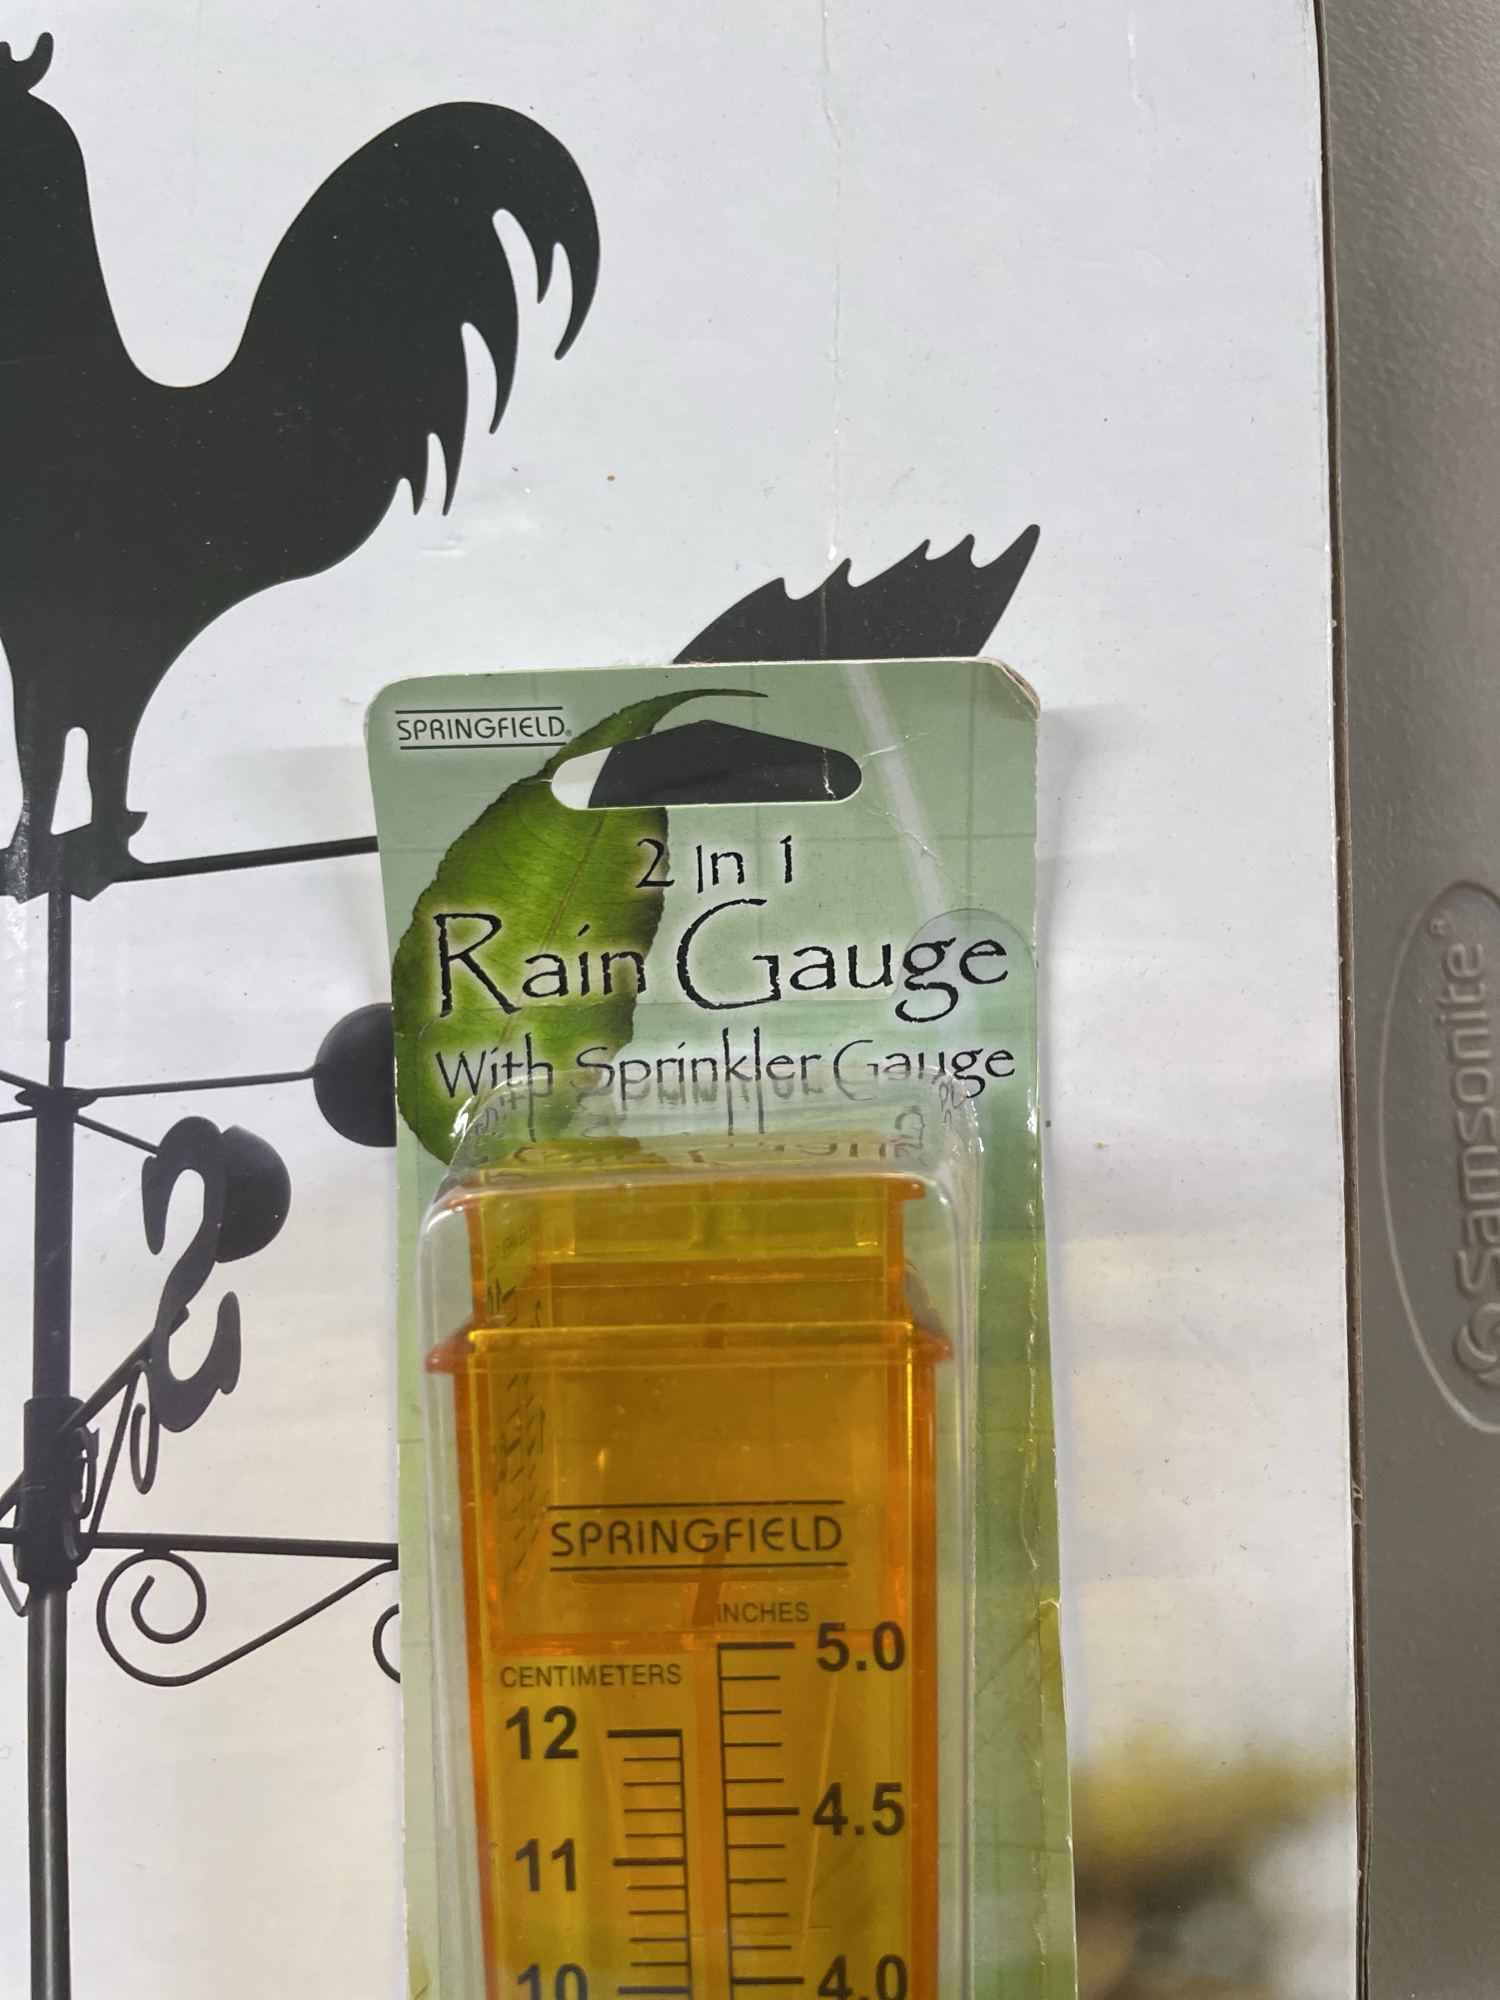 SPRINGFIELD®
2 In 1
Rain Gauge
With Sprinkler Gauge
Samsonite®
S
SPRINGFIELD
INCHES
5.0
CENTIMETERS
12
4.5
11
10
4.0